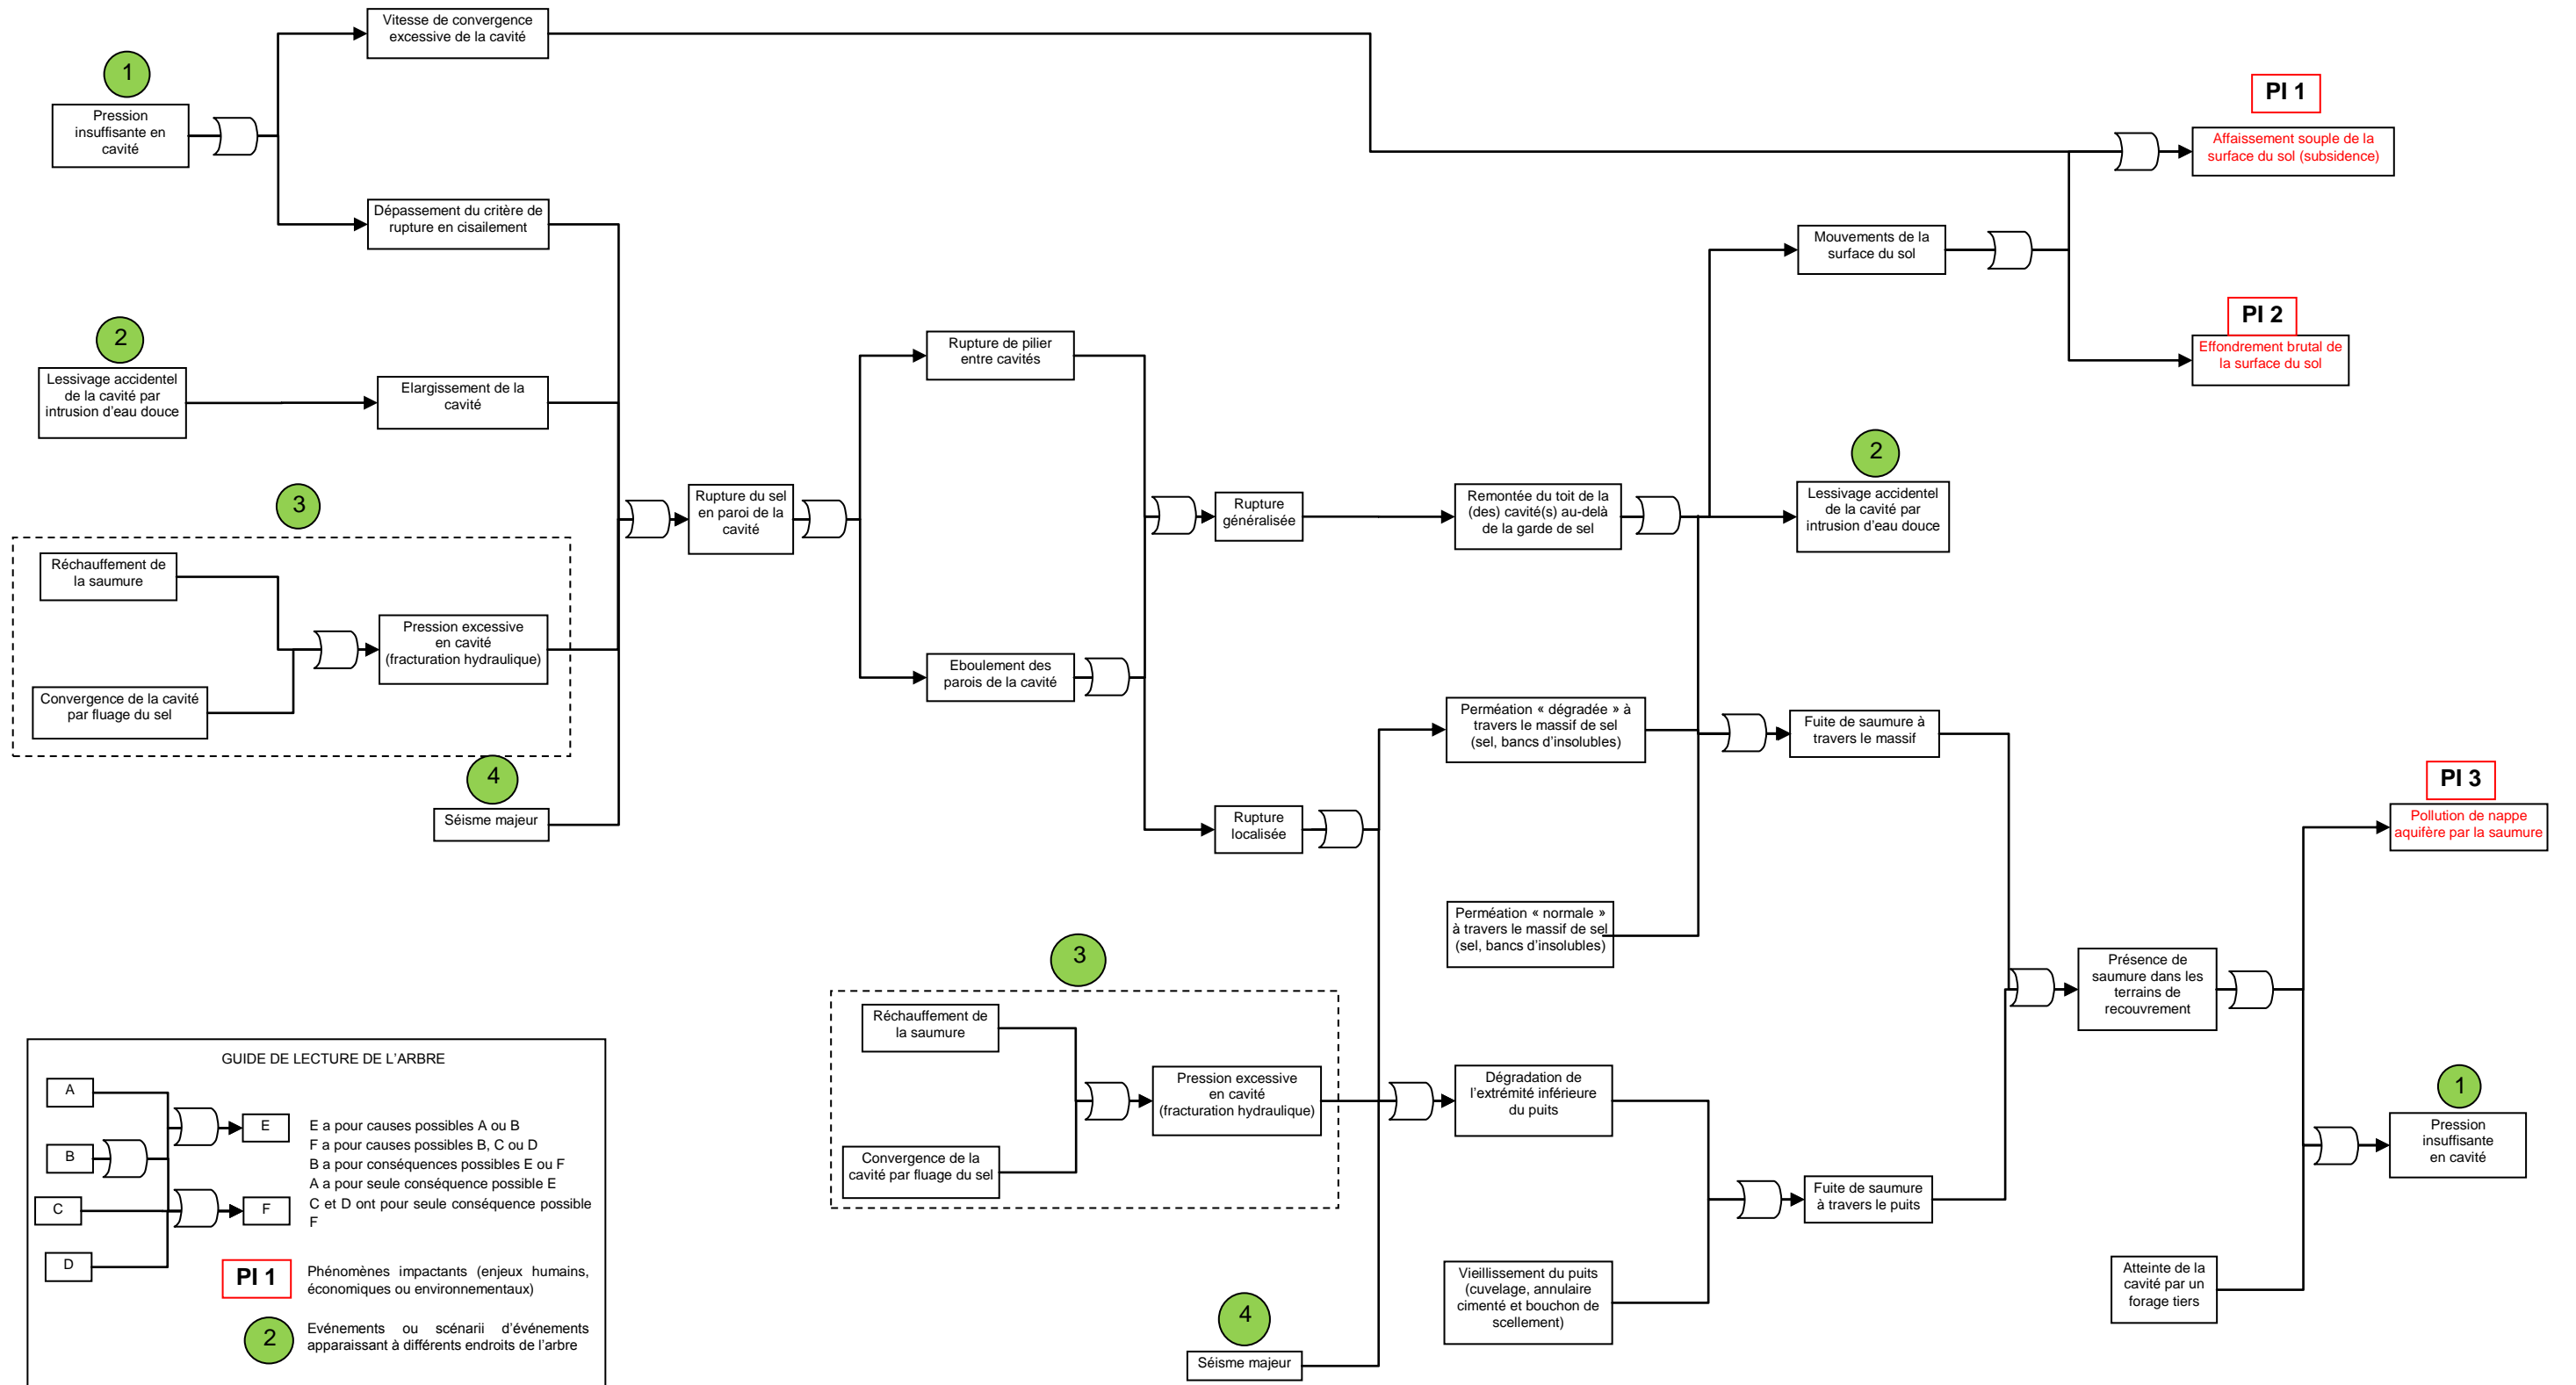 Vitesse de convergence
excessive de la cavité
1
Pression
insuffisante en
cavité
PI 1
Affaissement souple de la
surface du sol (subsidence)
Dépassement du critère de
rupture en cisailement
Mouvements de la
surface du sol
2
Lessivage accidentel
de la cavité par
intrusion d'eau douce
Elargissement de la
cavité
Rupture de pilier
entre cavités
PI 2
Effondrement brutal de
la surface du sol
3
Réchauffement de
la saumure
Convergence de la cavité
par fluage du sel
Pression excessive
en cavité
(fracturation hydraulique)
4
Séisme majeur
Rupture du sel
en paroi de la
cavité
Eboulement des
parois de la cavité
Rupture
généralisée
Rupture
localisée
Remontée du toit de la
(des) cavité(s) au-delà
de la garde de sel
2
Lessivage accidentel
de la cavité par
intrusion d'eau douce
Perméation « dégradée » à
travers le massif de sel
(sel, bancs d'insolubles)
Fuite de saumure à
travers le massif
Perméation « normale »
à travers le massif de sel
(sel, bancs d'insolubles)
PI 3
Pollution de nappe
aquifère par la saumure
3
Réchauffement de
la saumure
Convergence de la
cavité par fluage du sel
Pression excessive
en cavité
(fracturation hydraulique)
Dégradation de
l'extrémité inférieure
du puits
Présence de
saumure dans les
terrains de
recouvrement
Fuite de saumure
à travers le puits
1
Pression
insuffisante
en cavité
Vieillissement du puits
(cuvelage, annulaire
cimenté et bouchon de
scellement)
Atteinte de la
cavité par un
forage tiers
4
Séisme majeur
GUIDE DE LECTURE DE L'ARBRE
A
B
C
D
E
F
E a pour causes possibles A ou B
F a pour causes possibles B, C ou D
B a pour conséquences possibles E ou F
A a pour seule conséquence possible E
C et D ont pour seule conséquence possible
F
PI 1
Phénomènes impactants (enjeux humains,
économiques ou environnementaux)
2
Evénements ou scénarii d'événements
apparaissant à différents endroits de l'arbre